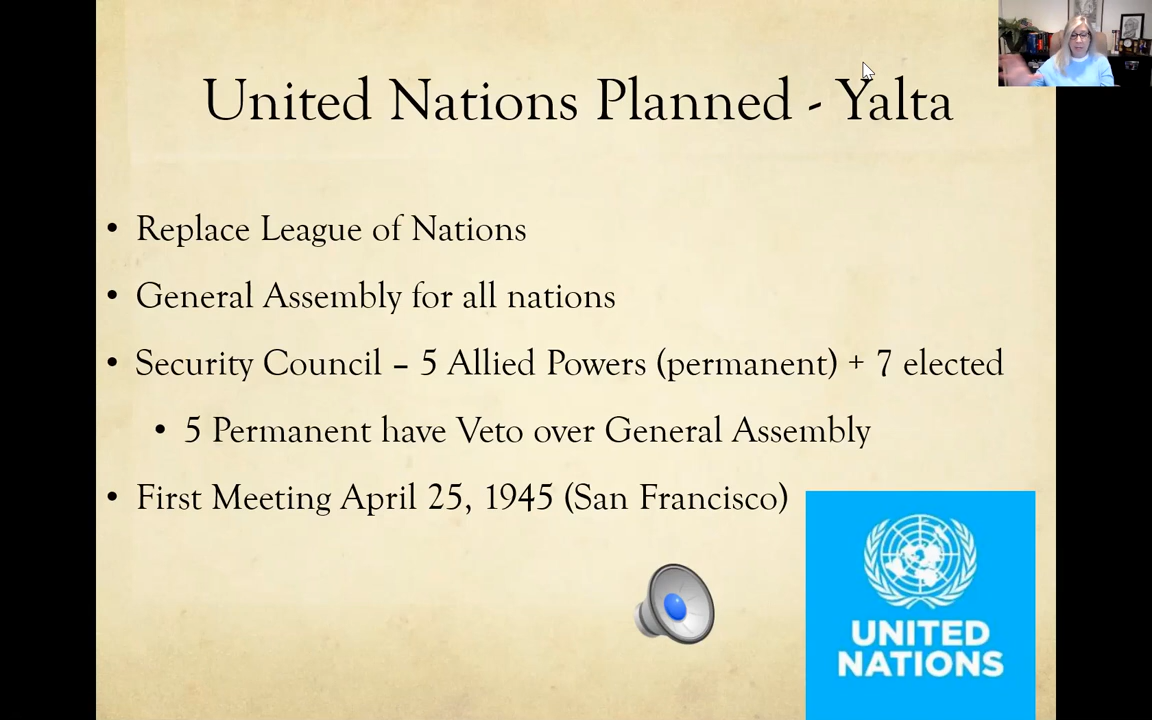 United Nations Planned - Yalta
• Replace League of Nations
• General Assembly for all nations
• Security Council – 5 Allied Powers (permanent) + 7 elected
• 5 Permanent have Veto over General Assembly
• First Meeting April 25, 1945 (San Francisco)
UNITED
NATIONS